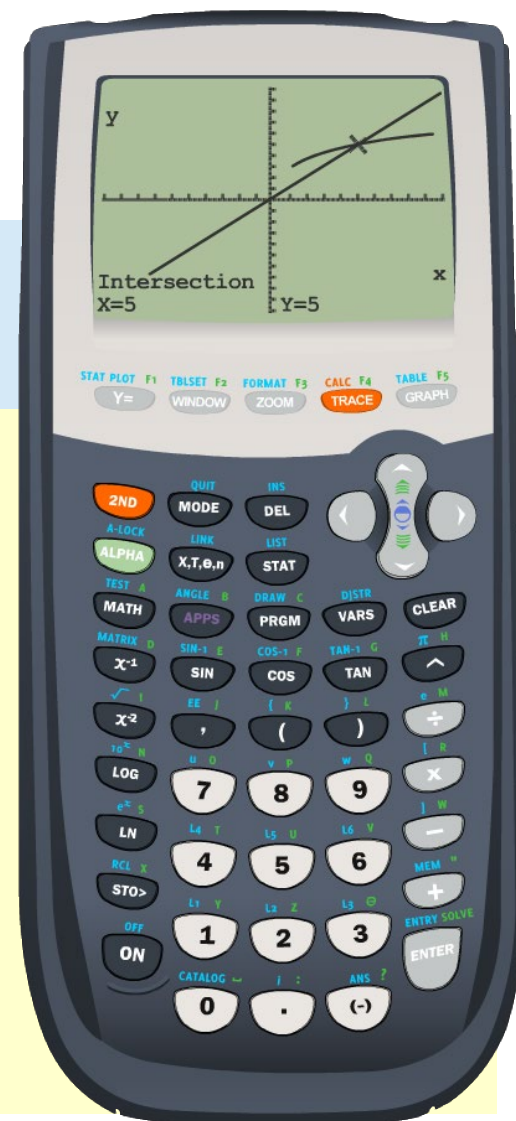 y
x
Intersection
X=5 Y=5
STAT PLOT F1 TBLSET F2 FORMAT F3 CALC F4 TABLE F5
Y= WINDOW ZOOM TRACE GRAPH
QUIT INS
2ND MODE DEL
A-LOCK LINK LIST
ALPHA X,T,θ,n STAT
TEST A ANGLE B DRAW C DISTR
MATH APPS PRGM VARS CLEAR
MATRIX D SIN-1 E COS-1 F TAN-1 G π H
x-1 SIN COS TAN ^
√ I EE J { K } L e M
x-2 , ( ) ÷
10x N u O v P w Q [ R
LOG 7 8 9 x
ex S L4 T L5 U L6 V ] W
LN 4 5 6 −
RCL X L1 Y L2 Z L3 θ MEM "
STO> 1 2 3 +
OFF ENTRY SOLVE
ON ENTER
CATALOG i : ANS ?
0 . (-)